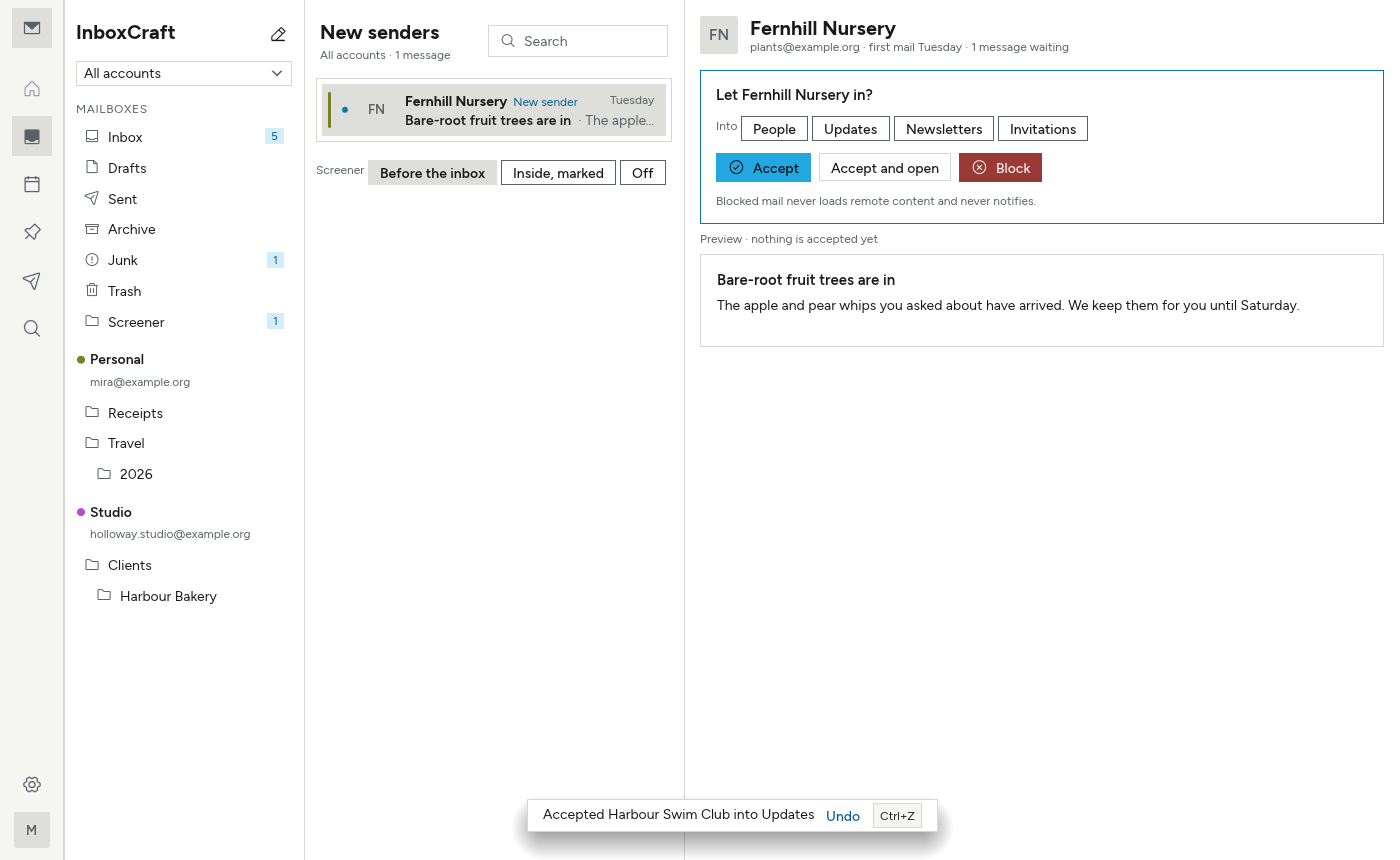 InboxCraft
All accounts
MAILBOXES
Inbox 5
Drafts
Sent
Archive
Junk 1
Trash
Screener 1
Personal
mira@example.org
Receipts
Travel
2026
Studio
holloway.studio@example.org
Clients
Harbour Bakery
M
New senders
All accounts · 1 message
Search
FN
Fernhill Nursery New sender Tuesday
Bare-root fruit trees are in · The apple...
Screener Before the inbox Inside, marked Off
FN
Fernhill Nursery
plants@example.org · first mail Tuesday · 1 message waiting
Let Fernhill Nursery in?
Into People Updates Newsletters Invitations
Accept Accept and open Block
Blocked mail never loads remote content and never notifies.
Preview · nothing is accepted yet
Bare-root fruit trees are in
The apple and pear whips you asked about have arrived. We keep them for you until Saturday.
Accepted Harbour Swim Club into Updates Undo Ctrl+Z